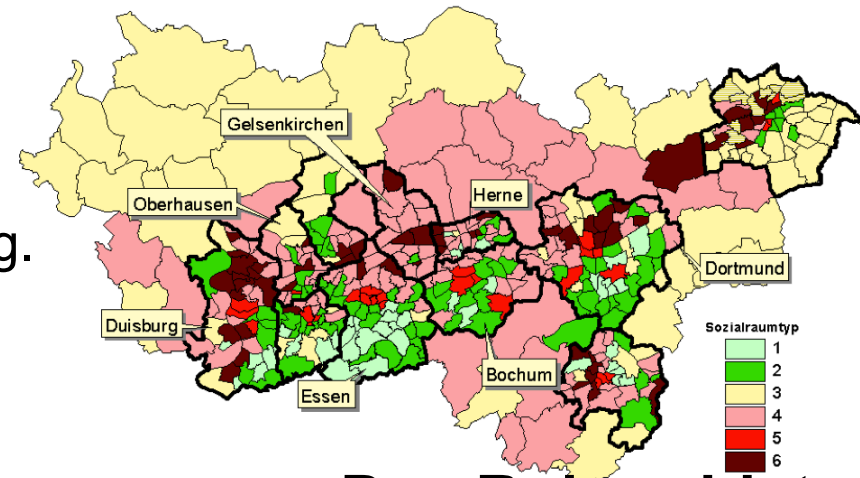 Gelsenkirchen
Oberhausen
Herne
g.
Dortmund
Duisburg
Bochum
Essen
Sozialraumtyp
1
2
3
4
5
6